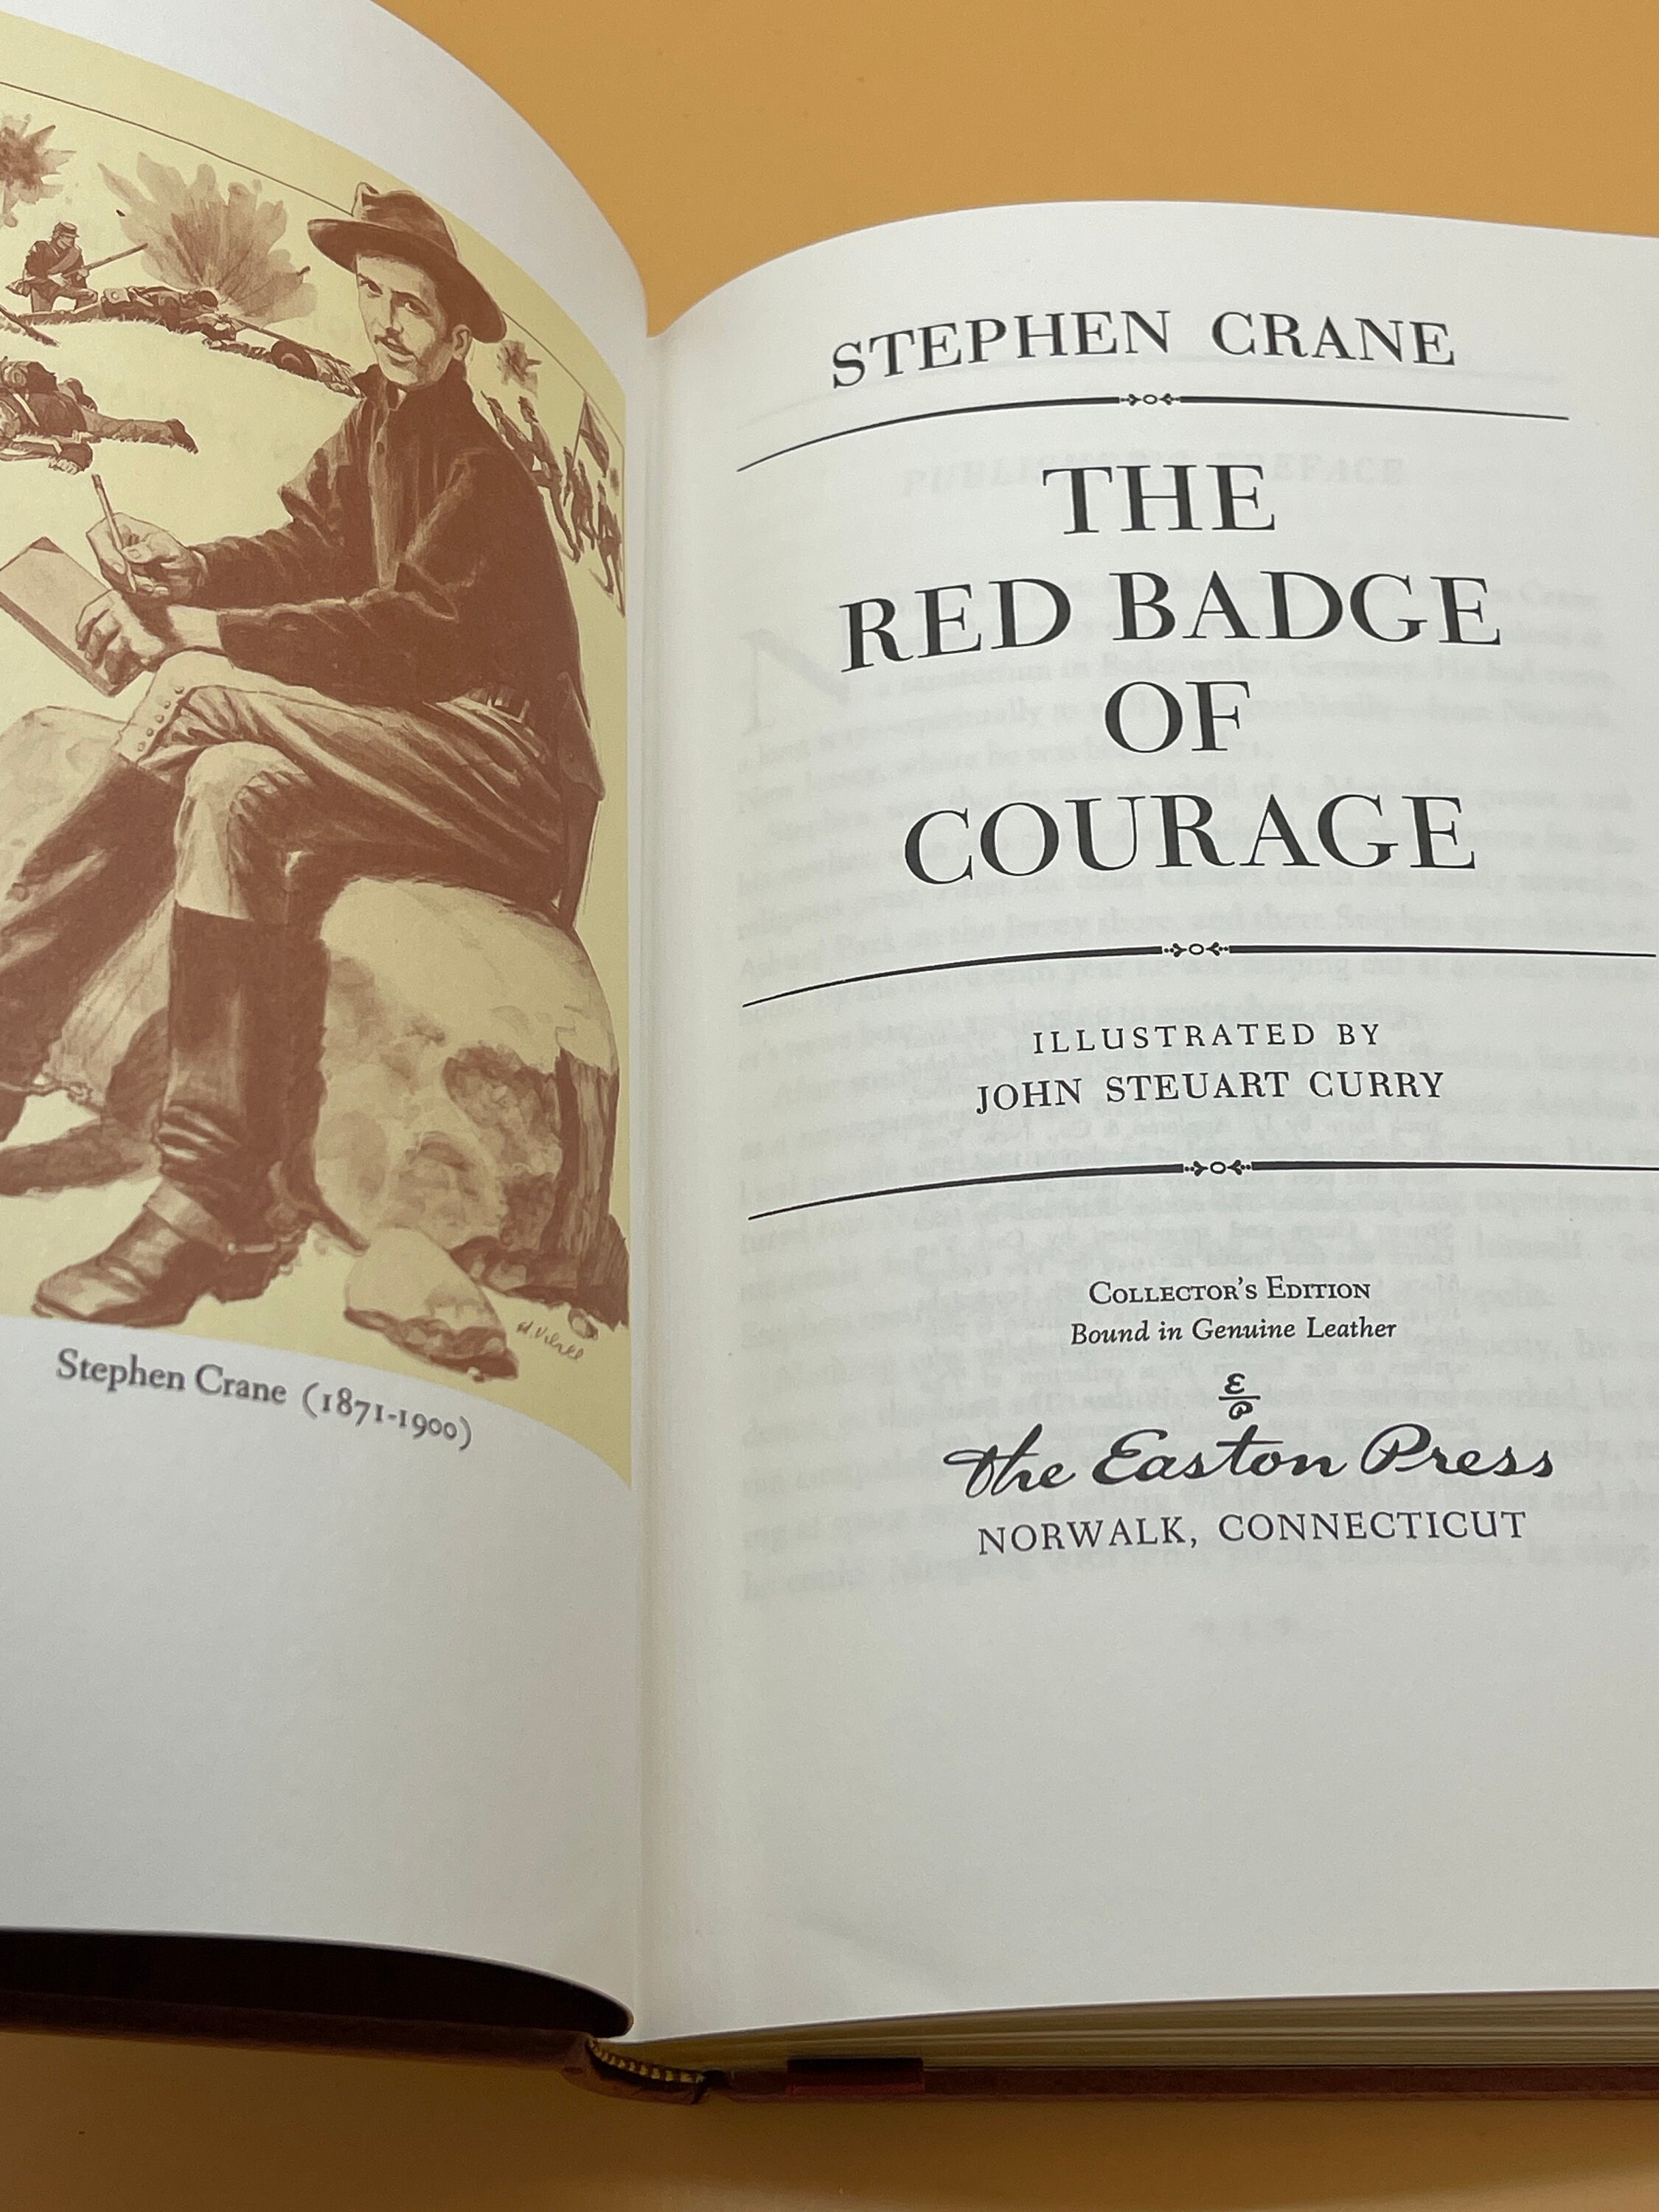 Stephen Crane (1871-1900)
STEPHEN CRANE
THE
RED BADGE
OF
COURAGE
ILLUSTRATED BY
JOHN STEUART CURRY
COLLECTOR'S EDITION
Bound in Genuine Leather
The Easton Press
NORWALK, CONNECTICUT